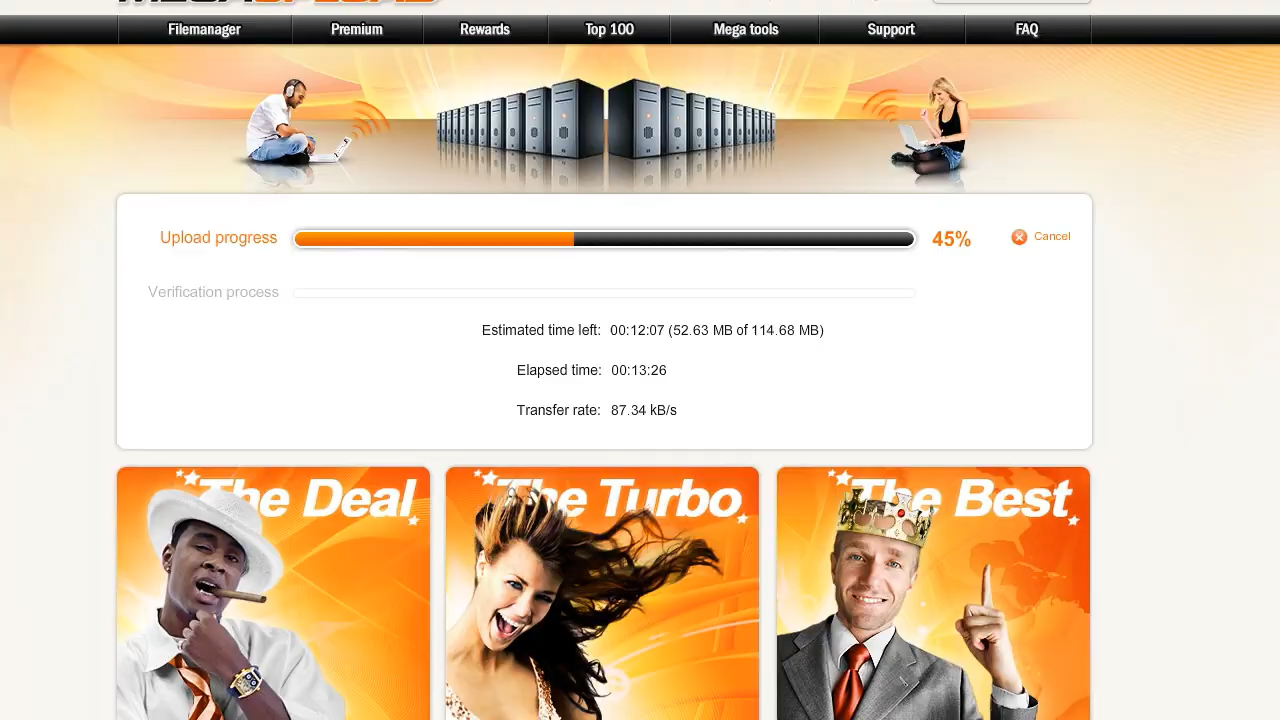 Filemanager Premium Rewards Top 100 Mega tools Support FAQ
Upload progress 45% Cancel
Verification process
Estimated time left: 00:12:07 (52.63 MB of 114.68 MB)
Elapsed time: 00:13:26
Transfer rate: 87.34 kB/s
The Deal The Turbo The Best